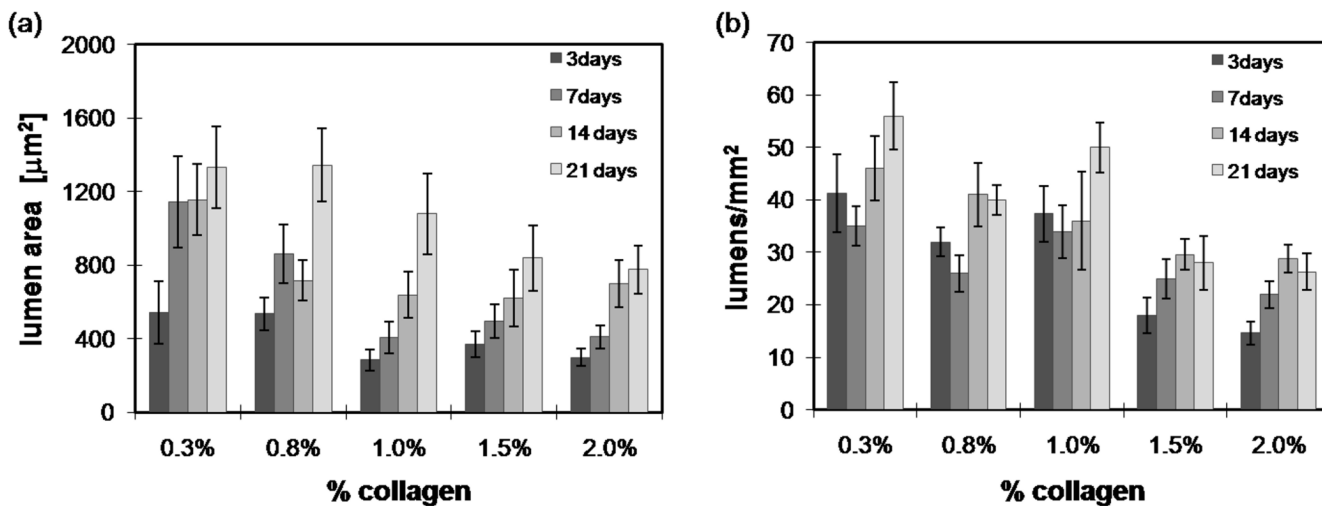 (a)
2000
1600
1200
800
400
0
lumen area [µm²]
3days
7days
14 days
21 days
0.3% 0.8% 1.0% 1.5% 2.0%
% collagen
(b)
70
60
50
40
30
20
10
0
lumens/mm²
3days
7days
14 days
21 days
0.3% 0.8% 1.0% 1.5% 2.0%
% collagen